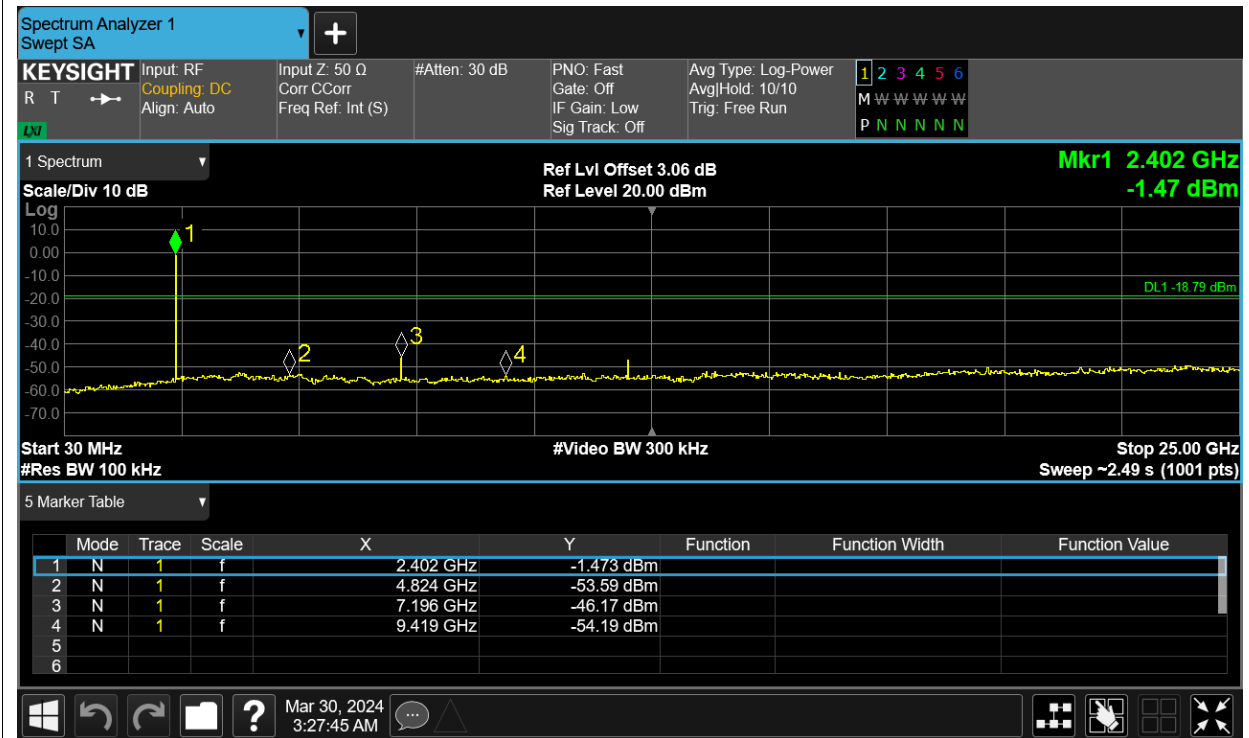 Spectrum Analyzer 1
Swept SA
KEYSIGHT
R T
LXI
Input: RF
Coupling: DC
Align: Auto
Input Z: 50 Ω
Corr CCorr
Freq Ref: Int (S)
#Atten: 30 dB
PNO: Fast
Gate: Off
IF Gain: Low
Sig Track: Off
Avg Type: Log-Power
Avg|Hold: 10/10
Trig: Free Run
1 2 3 4 5 6
M W W W W W
P N N N N N
1 Spectrum
Scale/Div 10 dB
Ref Lvl Offset 3.06 dB
Ref Level 20.00 dBm
Mkr1 2.402 GHz
-1.47 dBm
Log
10.0
0.00
-10.0
-20.0
-30.0
-40.0
-50.0
-60.0
-70.0
1
2
3
4
DL1 -18.79 dBm
Start 30 MHz
#Res BW 100 kHz
#Video BW 300 kHz
Stop 25.00 GHz
Sweep ~2.49 s (1001 pts)
5 Marker Table
Mode Trace Scale X Y Function Function Width Function Value
1 N 1 f 2.402 GHz -1.473 dBm
2 N 1 f 4.824 GHz -53.59 dBm
3 N 1 f 7.196 GHz -46.17 dBm
4 N 1 f 9.419 GHz -54.19 dBm
5
6
?
Mar 30, 2024
3:27:45 AM